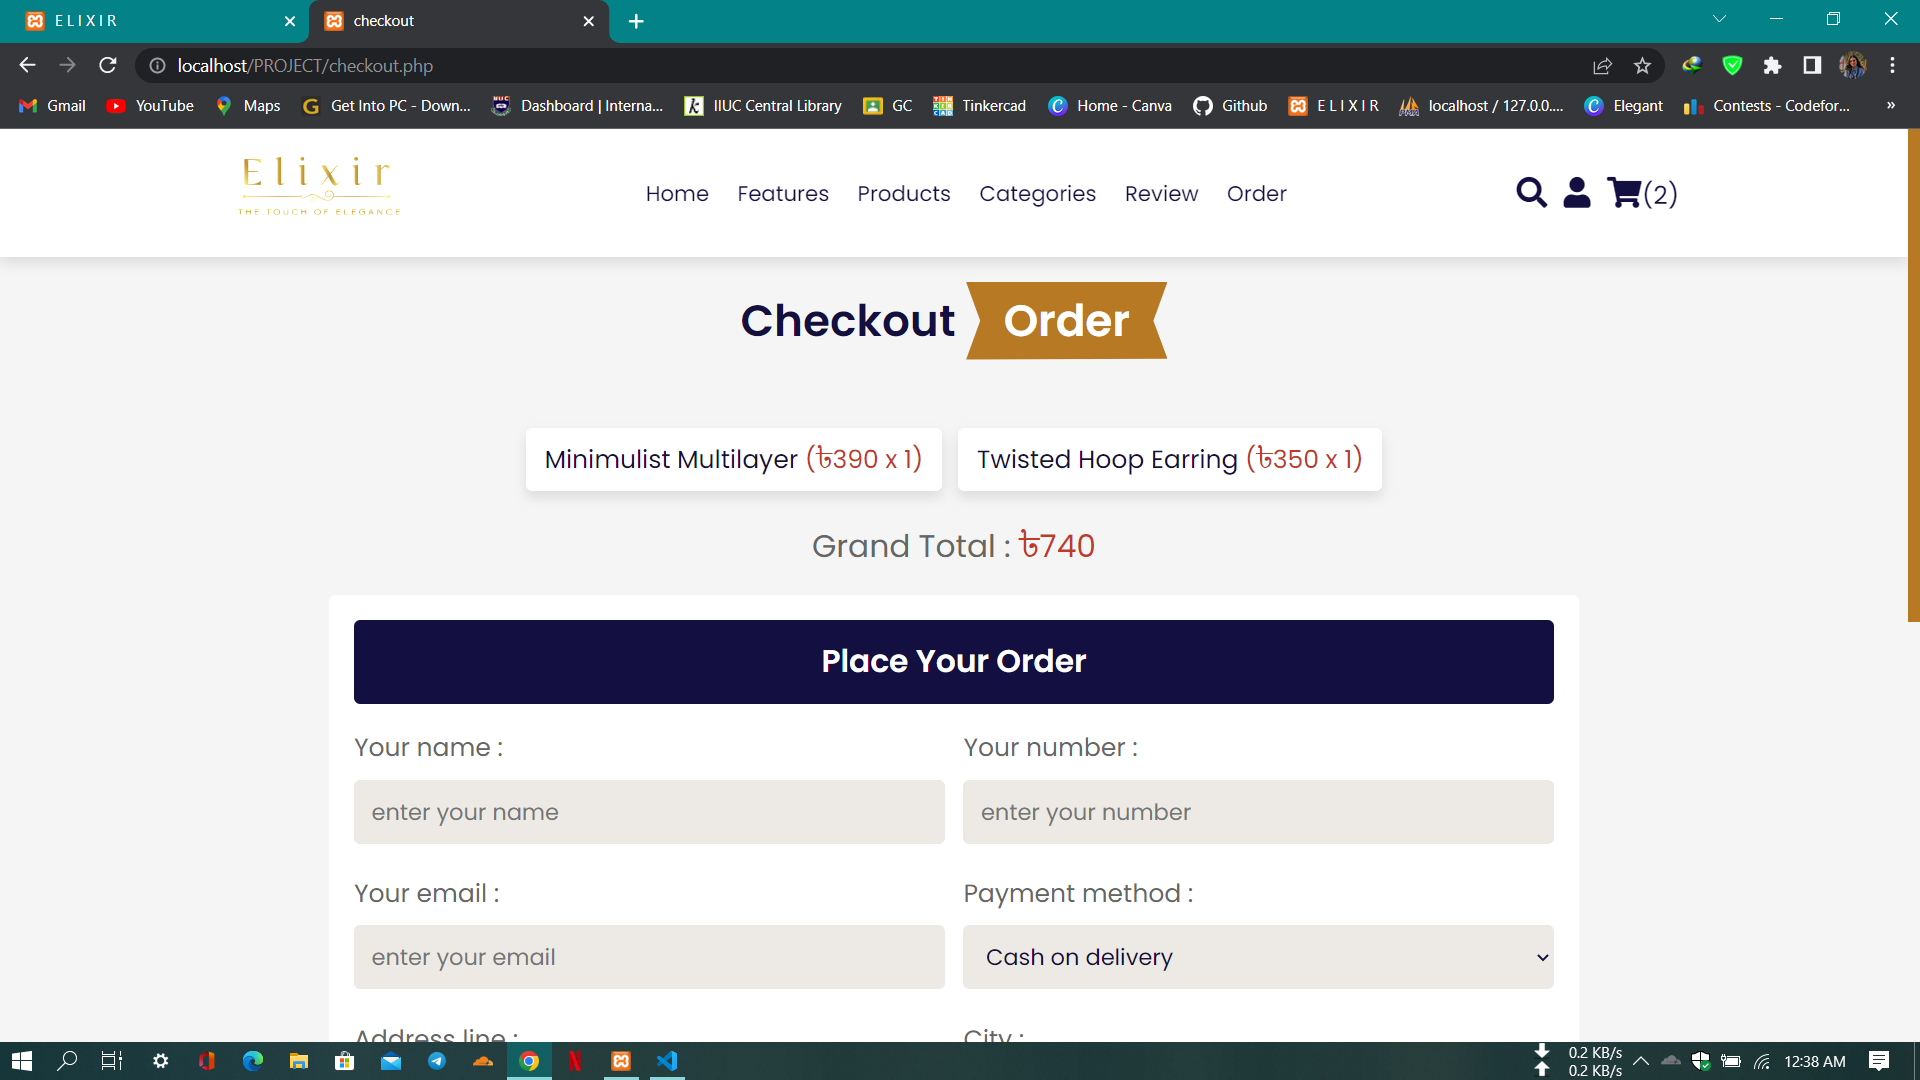 E L I X I R
checkout
localhost/PROJECT/checkout.php
Gmail
YouTube
Maps
Get Into PC - Down...
Dashboard | Interna...
IIUC Central Library
GC
Tinkercad
Home - Canva
Github
E L I X I R
localhost / 127.0.0....
Elegant
Contests - Codefor...
»
Elixir
THE TOUCH OF ELEGANCE
Home
Features
Products
Categories
Review
Order
(2)
Checkout Order
Minimulist Multilayer (৳390 x 1)
Twisted Hoop Earring (৳350 x 1)
Grand Total : ৳740
Place Your Order
Your name :
Your number :
enter your name
enter your number
Your email :
Payment method :
enter your email
Cash on delivery
Address line :
City :
0.2 KB/s
0.2 KB/s
12:38 AM